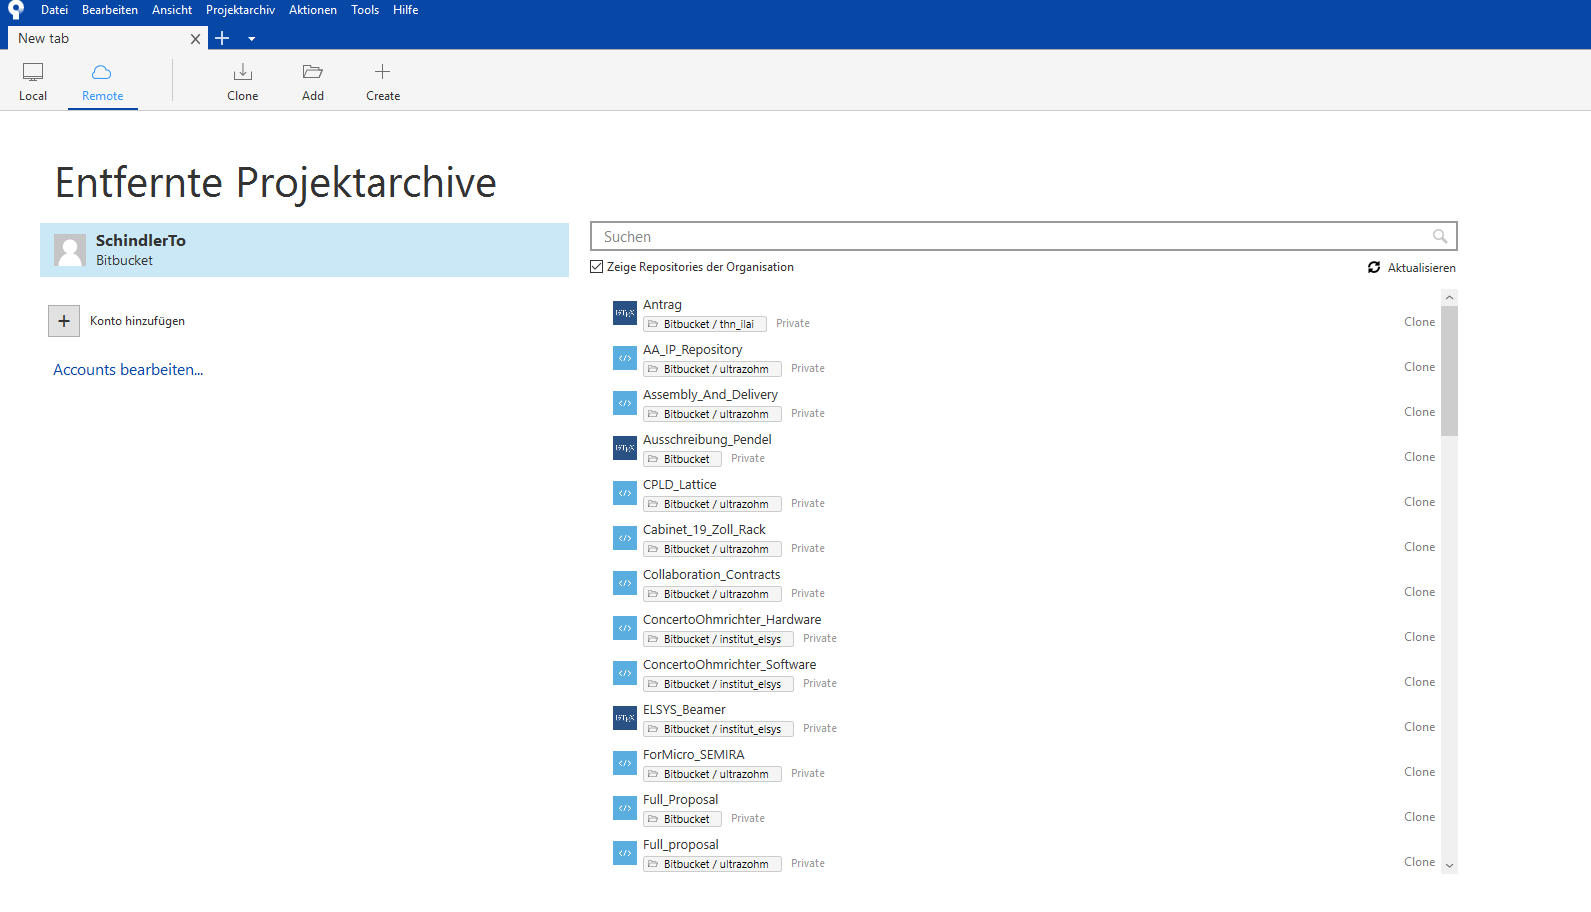 Datei Bearbeiten Ansicht Projektarchiv Aktionen Tools Hilfe
New tab
Local Remote Clone Add Create
Entfernte Projektarchive
SchindlerTo
Bitbucket
Konto hinzufügen
Accounts bearbeiten...
Suchen
Zeige Repositories der Organisation Aktualisieren
LATEX Antrag
Bitbucket / thn_ilai Private Clone
</> AA_IP_Repository
Bitbucket / ultrazohm Private Clone
</> Assembly_And_Delivery
Bitbucket / ultrazohm Private Clone
LATEX Ausschreibung_Pendel
Bitbucket Private Clone
</> CPLD_Lattice
Bitbucket / ultrazohm Private Clone
</> Cabinet_19_Zoll_Rack
Bitbucket / ultrazohm Private Clone
</> Collaboration_Contracts
Bitbucket / ultrazohm Private Clone
</> ConcertoOhmrichter_Hardware
Bitbucket / institut_elsys Private Clone
</> ConcertoOhmrichter_Software
Bitbucket / institut_elsys Private Clone
LATEX ELSYS_Beamer
Bitbucket / institut_elsys Private Clone
</> ForMicro_SEMIRA
Bitbucket / ultrazohm Private Clone
</> Full_Proposal
Bitbucket Private Clone
</> Full_proposal
Bitbucket / ultrazohm Private Clone